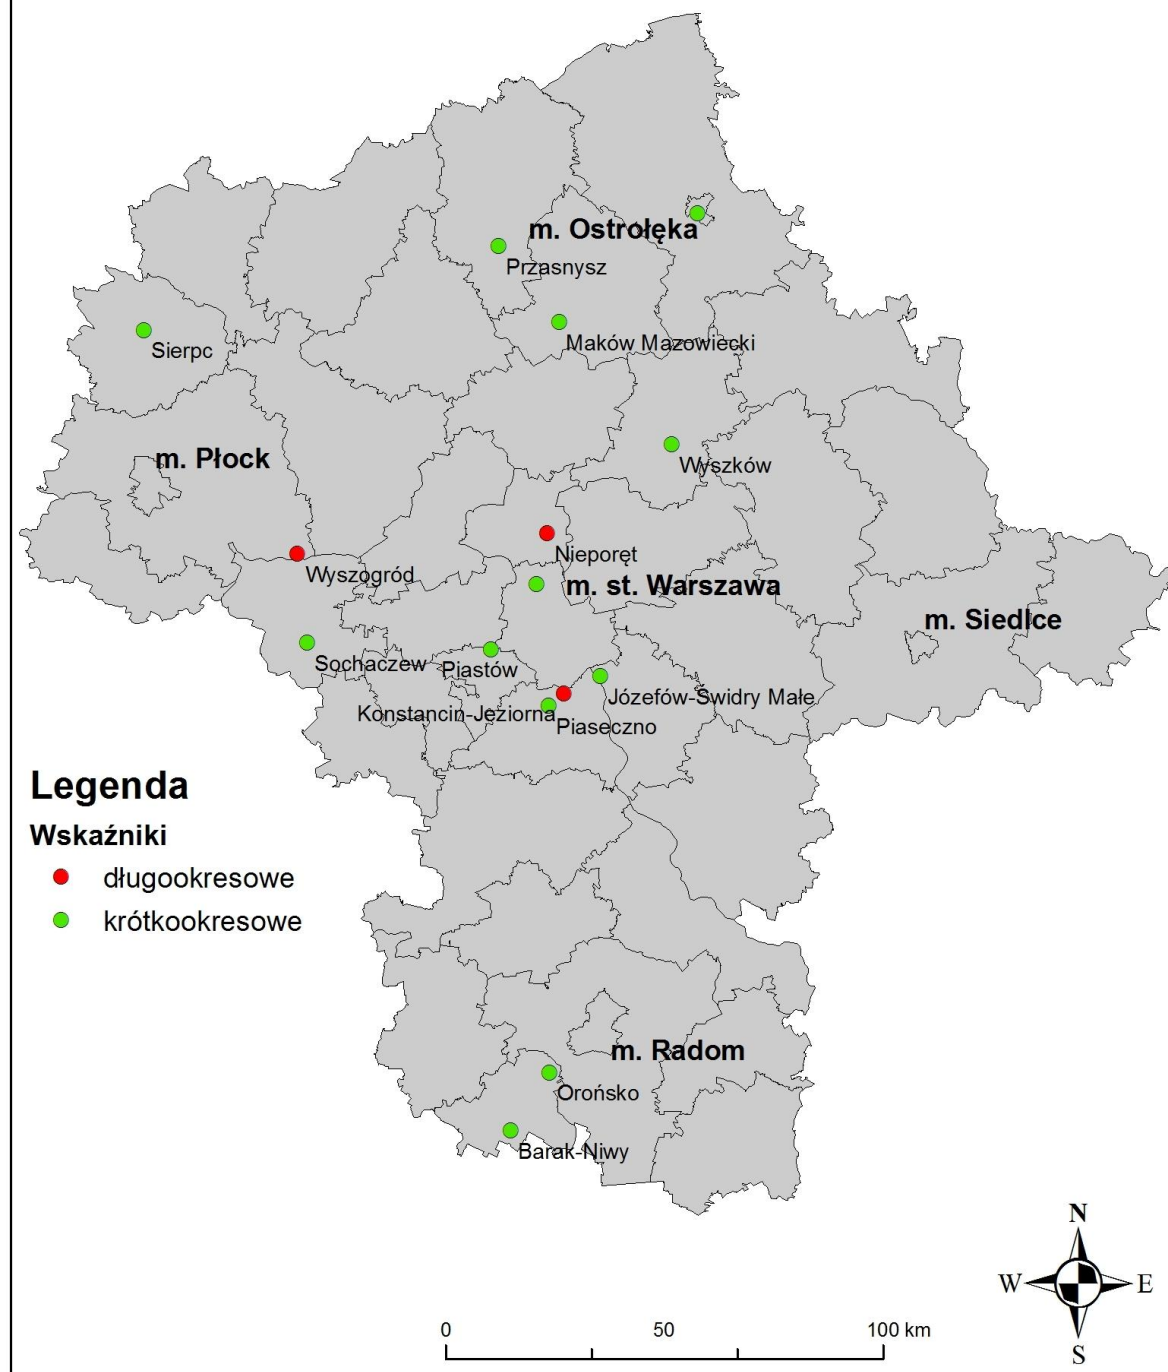 m. Ostrołęka
Przasnysz
Maków Mazowiecki
Sierpc
m. Płock
Wyszków
Nieporęt
Wyszogród
m. st. Warszawa
m. Siedlce
Sochaczew
Piastów
Józefów-Świdry Małe
Konstancin-Jeziorna
Piaseczno
Legenda
Wskaźniki
długookresowe
krótkookresowe
m. Radom
Orońsko
Barak-Niwy
N
W
E
S
0 50 100 km